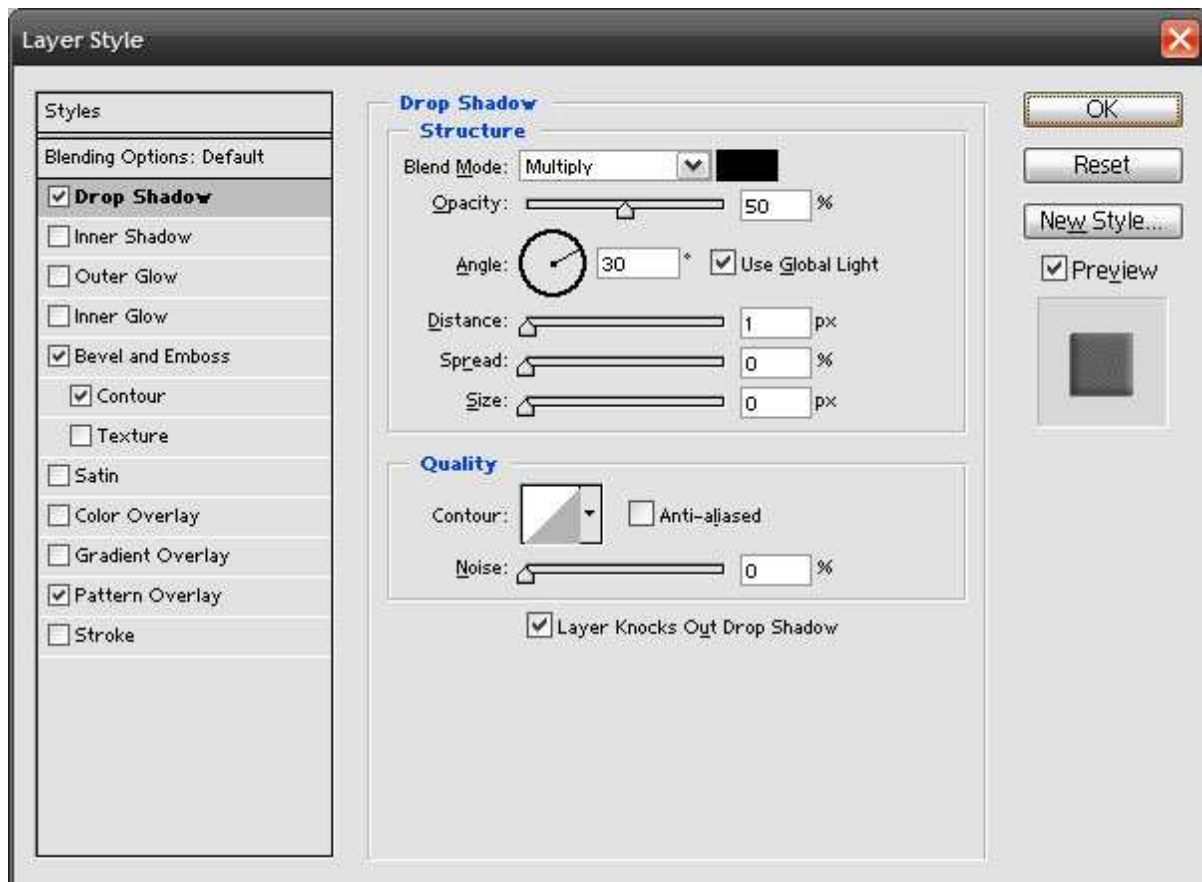 Layer Style
Styles
Blending Options: Default
Drop Shadow
Inner Shadow
Outer Glow
Inner Glow
Bevel and Emboss
Contour
Texture
Satin
Color Overlay
Gradient Overlay
Pattern Overlay
Stroke
Drop Shadow
Structure
Blend Mode: Multiply
Opacity: 50 %
Angle: 30 ° Use Global Light
Distance: 1 px
Spread: 0 %
Size: 0 px
Quality
Contour: Anti-aliased
Noise: 0 %
Layer Knocks Out Drop Shadow
OK
Reset
New Style...
Preview